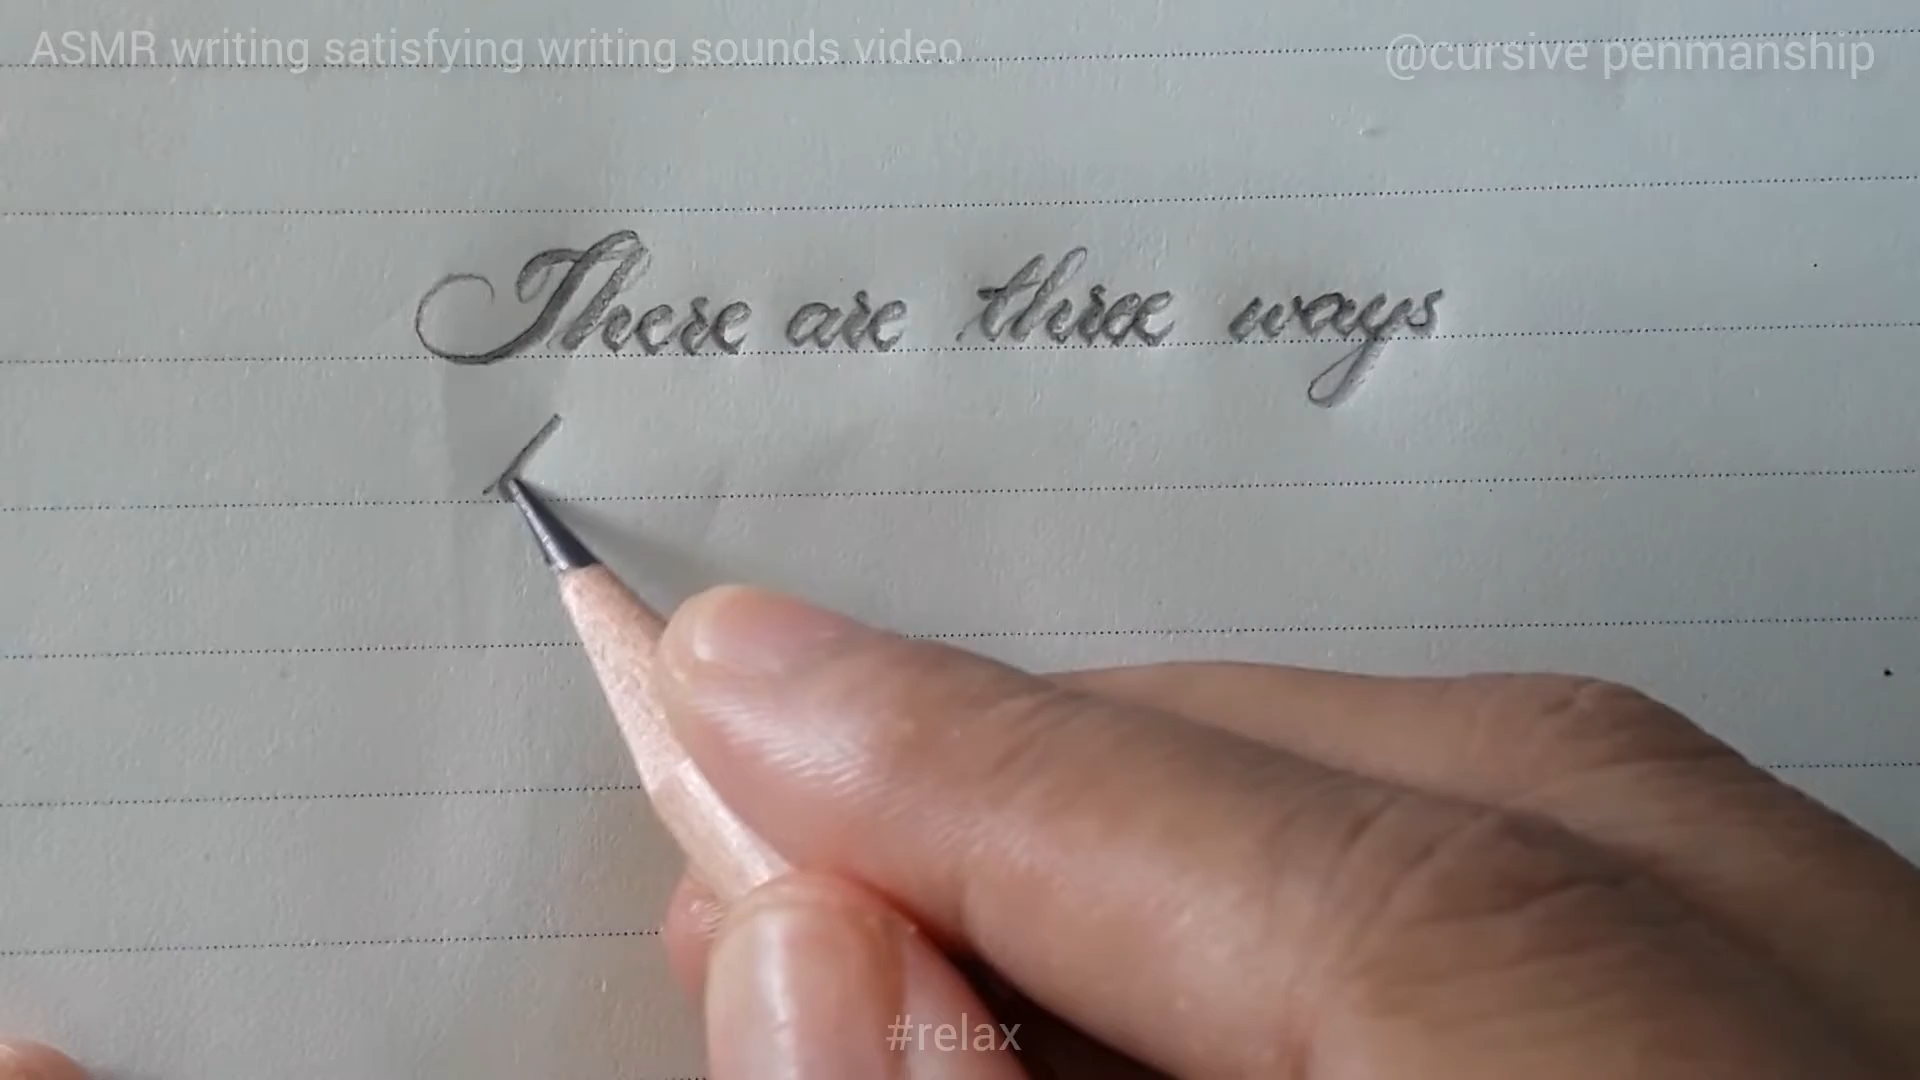 ASMR writing satisfying writing sounds video
@cursive penmanship
There are three ways
#relax